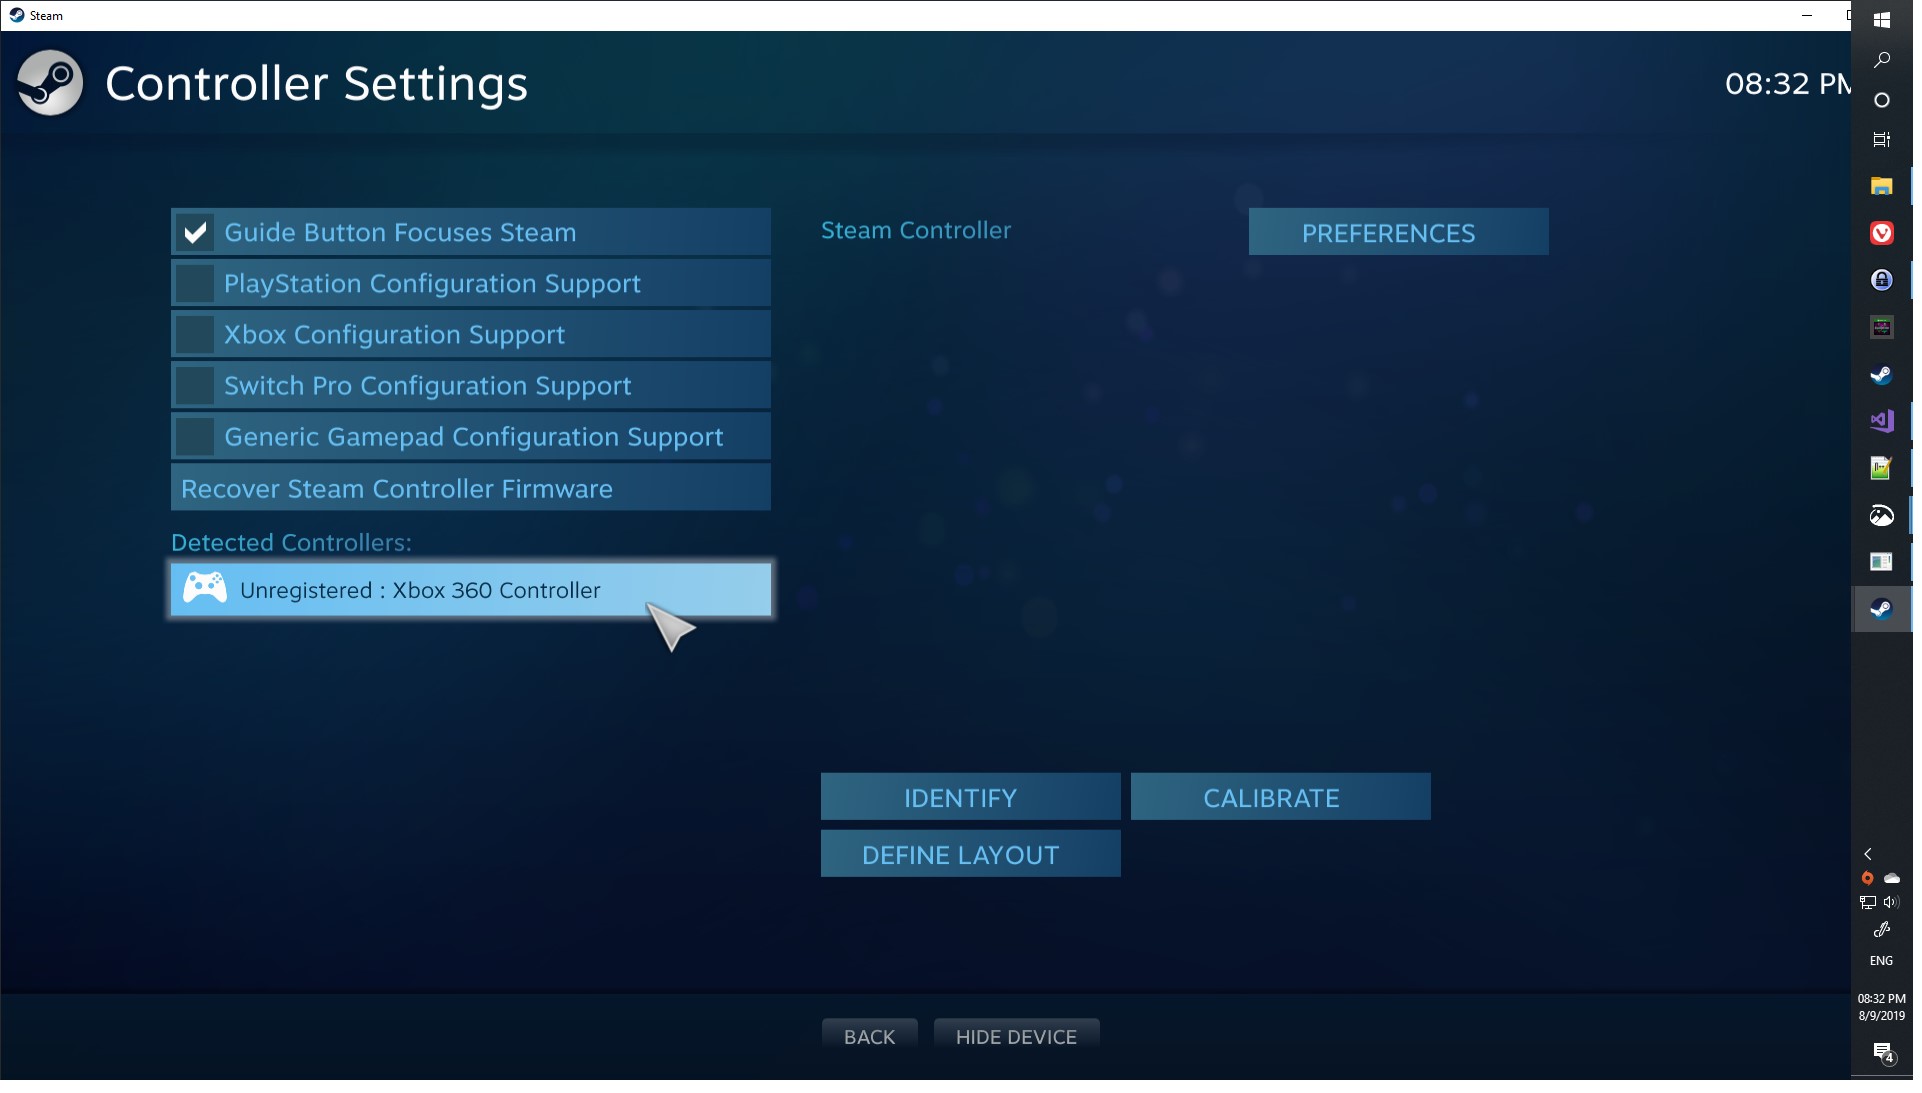 Steam
Controller Settings
08:32 PM
Guide Button Focuses Steam
PlayStation Configuration Support
Xbox Configuration Support
Switch Pro Configuration Support
Generic Gamepad Configuration Support
Recover Steam Controller Firmware
Detected Controllers:
Unregistered : Xbox 360 Controller
Steam Controller
PREFERENCES
IDENTIFY
CALIBRATE
DEFINE LAYOUT
BACK
HIDE DEVICE
ENG
08:32 PM
8/9/2019
4